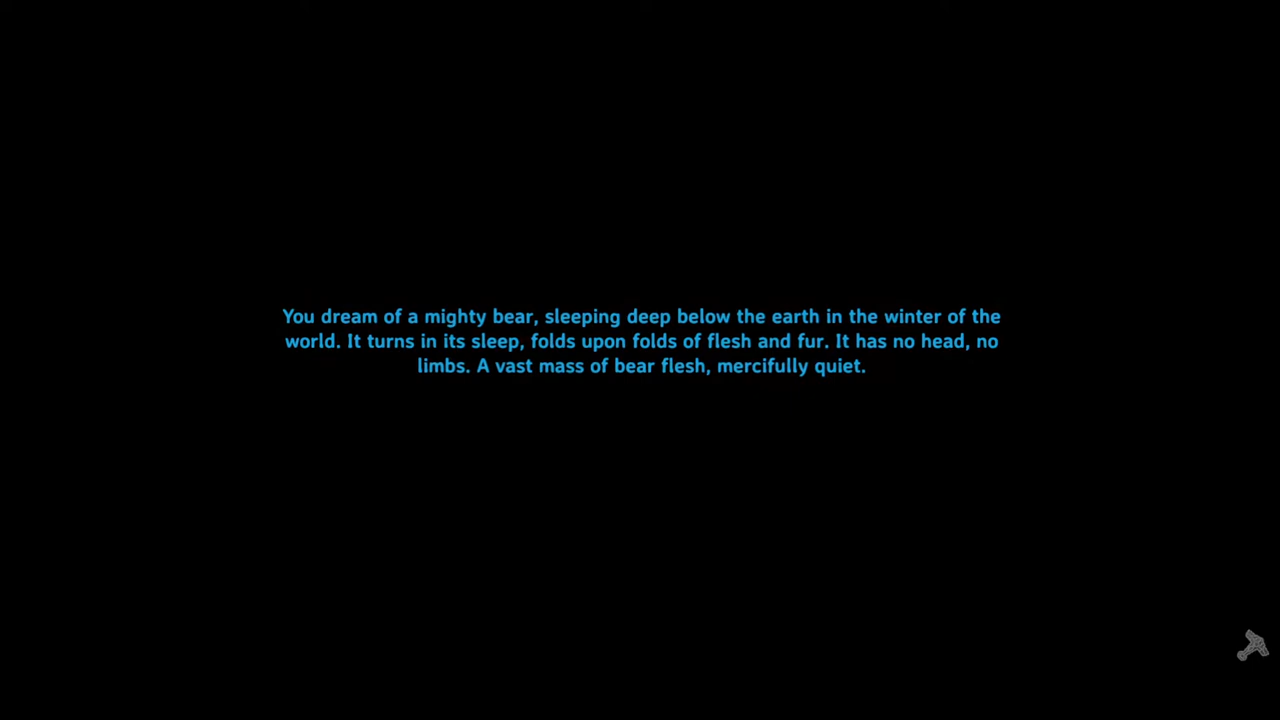 You dream of a mighty bear, sleeping deep below the earth in the winter of the
world. It turns in its sleep, folds upon folds of flesh and fur. It has no head, no
limbs. A vast mass of bear flesh, mercifully quiet.